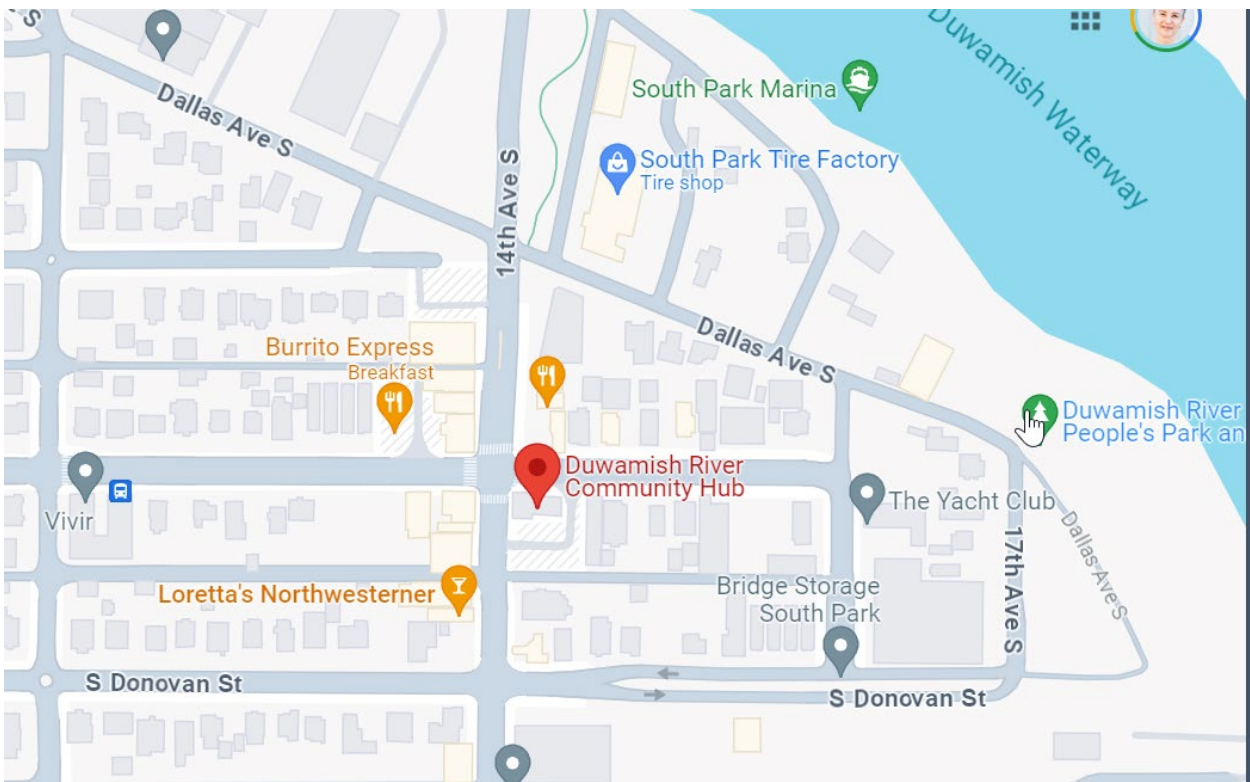 S
Dallas Ave S
14th Ave S
South Park Marina
South Park Tire Factory
Tire shop
Duwamish Waterway
Burrito Express
Breakfast
Dallas Ave S
Duwamish River
People's Park an
Duwamish River
Community Hub
Vivir
The Yacht Club
17th Ave S
Dallas Ave S
Loretta's Northwesterner
Bridge Storage
South Park
S Donovan St
S Donovan St